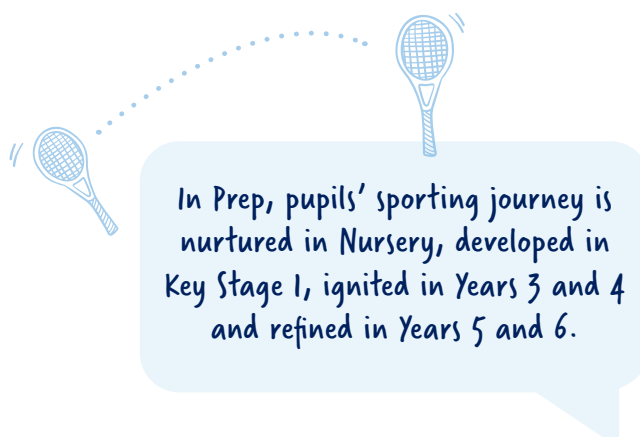 In Prep, pupils’ sporting journey is
nurtured in Nursery, developed in
Key Stage 1, ignited in Years 3 and 4
and refined in Years 5 and 6.